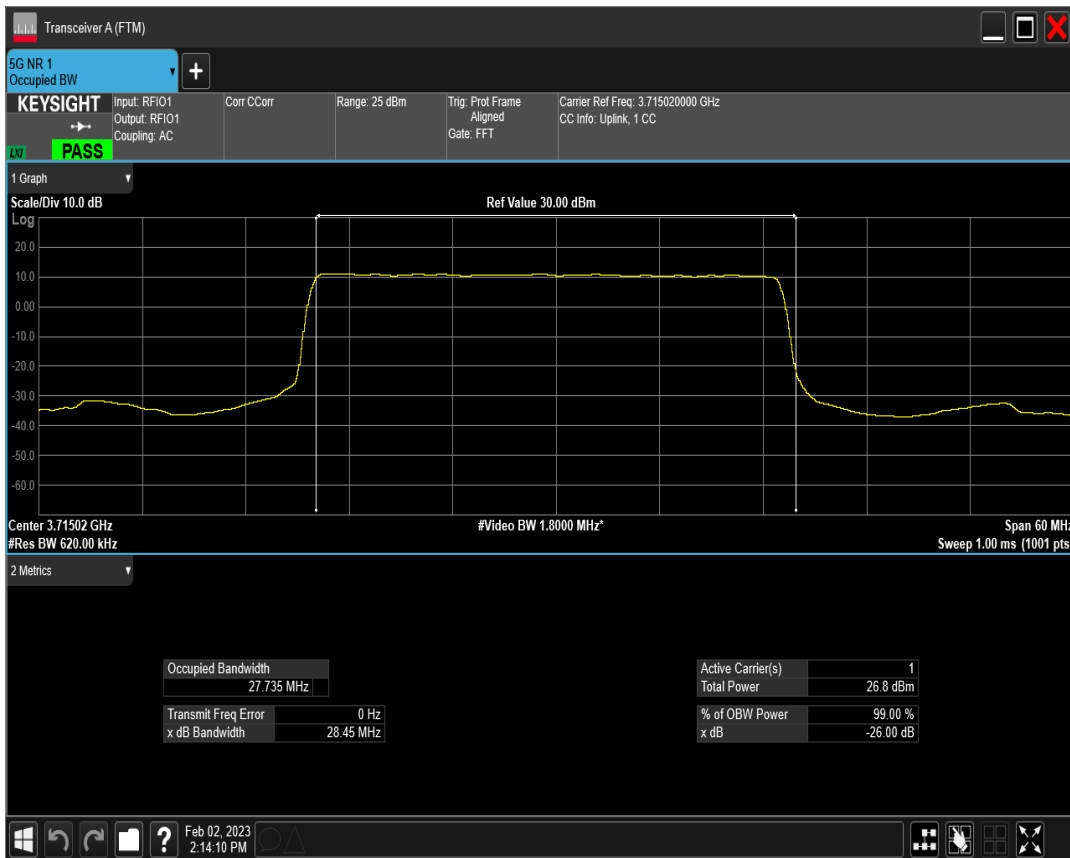 Transceiver A (FTM)
5G NR 1
Occupied BW
+
KEYSIGHT
LXI
PASS
Input: RFIO1
Output: RFIO1
Coupling: AC
Corr CCorr
Range: 25 dBm
Trig: Prot Frame
Aligned
Gate: FFT
Carrier Ref Freq: 3.715020000 GHz
CC Info: Uplink, 1 CC
1 Graph
Scale/Div 10.0 dB
Ref Value 30.00 dBm
Log
20.0
10.0
0.00
-10.0
-20.0
-30.0
-40.0
-50.0
-60.0
Center 3.71502 GHz
#Video BW 1.8000 MHz*
Span 60 MHz
#Res BW 620.00 kHz
Sweep 1.00 ms (1001 pts
2 Metrics
Occupied Bandwidth
27.735 MHz
Transmit Freq Error 0 Hz
x dB Bandwidth 28.45 MHz
Active Carrier(s) 1
Total Power 26.8 dBm
% of OBW Power 99.00 %
x dB -26.00 dB
?
Feb 02, 2023
2:14:10 PM